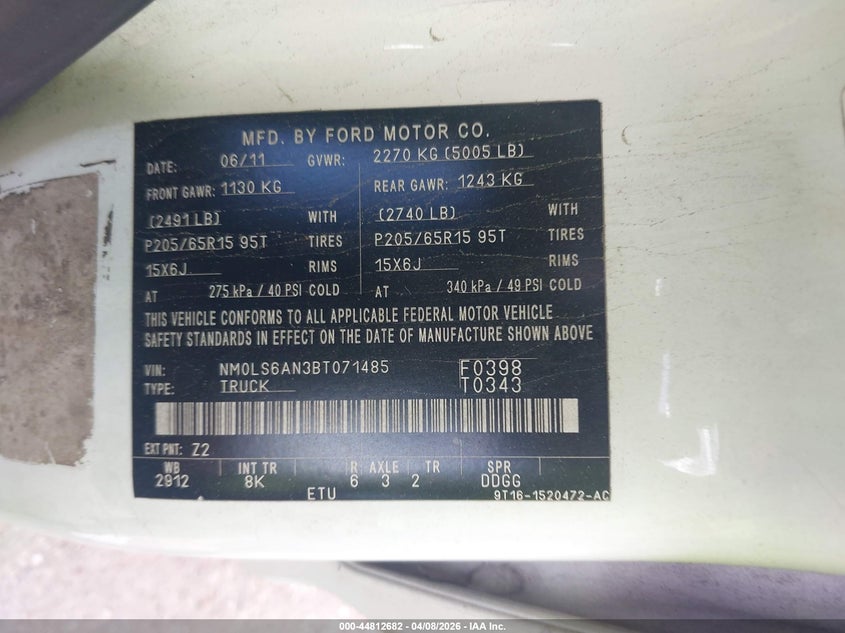 MFD. BY FORD MOTOR CO.
DATE: 06/11 GVWR: 2270 KG (5005 LB)
FRONT GAWR: 1130 KG REAR GAWR: 1243 KG
(2491 LB) WITH (2740 LB) WITH
P205/65R15 95T TIRES P205/65R15 95T TIRES
15X6J RIMS 15X6J RIMS
AT 275 kPa / 40 PSI COLD AT 340 kPa / 49 PSI COLD
THIS VEHICLE CONFORMS TO ALL APPLICABLE FEDERAL MOTOR VEHICLE
SAFETY STANDARDS IN EFFECT ON THE DATE OF MANUFACTURE SHOWN ABOVE
VIN: NM0LS6AN3BT071485 F0398
TYPE: TRUCK T0343
EXT PNT: Z2
WB INT TR R AXLE TR SPR
2912 8K 6 3 2 DDGG
ETU 9T16-1520472-AC
000-44812682 - 04/08/2026 - IAA Inc.